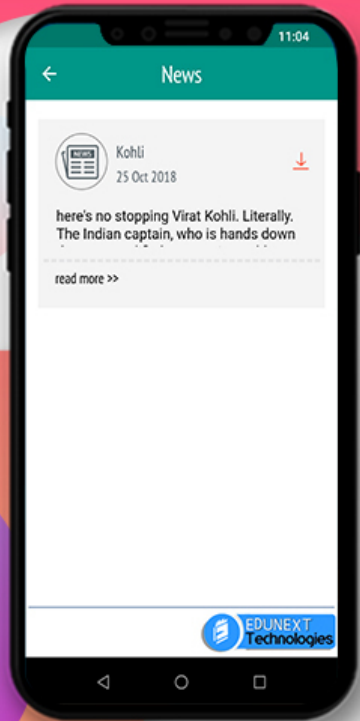 11:04
News
NEWS
Kohli
25 Oct 2018
here's no stopping Virat Kohli. Literally.
The Indian captain, who is hands down
read more >>
EDUNEXT
Technologies